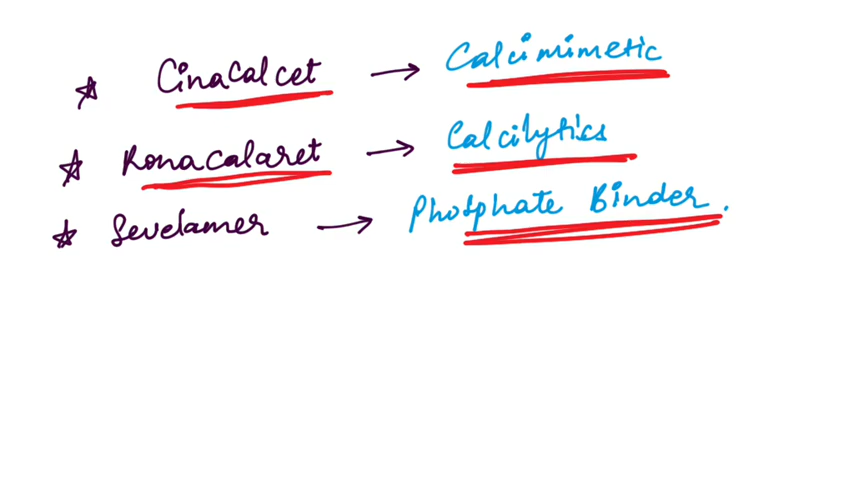 ☆ Cinacalcet → Calcimimetic
☆ Ronacalaret → Calcilytics
☆ Sevelamer → Phosphate Binder.